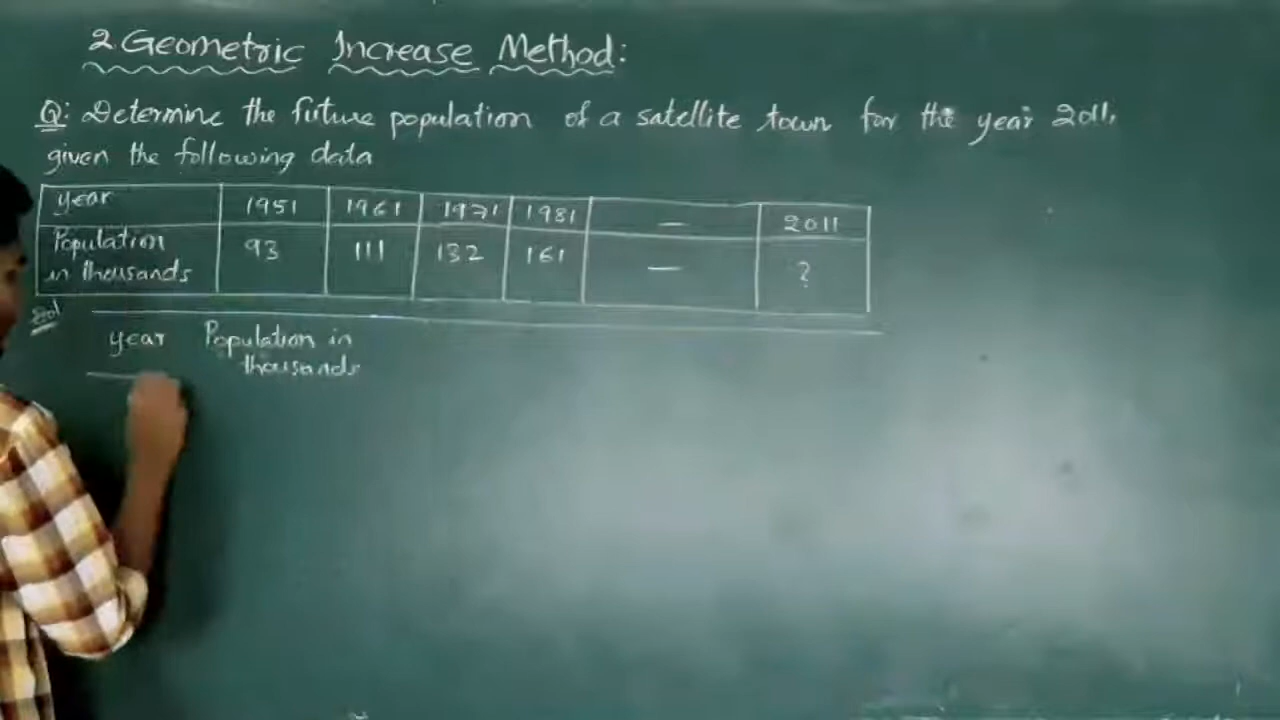 2. Geometric Increase Method:
Q: Determine the future population of a satellite town for the year 2011,
given the following data
year 1951 1961 1971 1981 — 2011
Population in thousands 93 111 132 161 — ?
Sol
year Population in
thousands